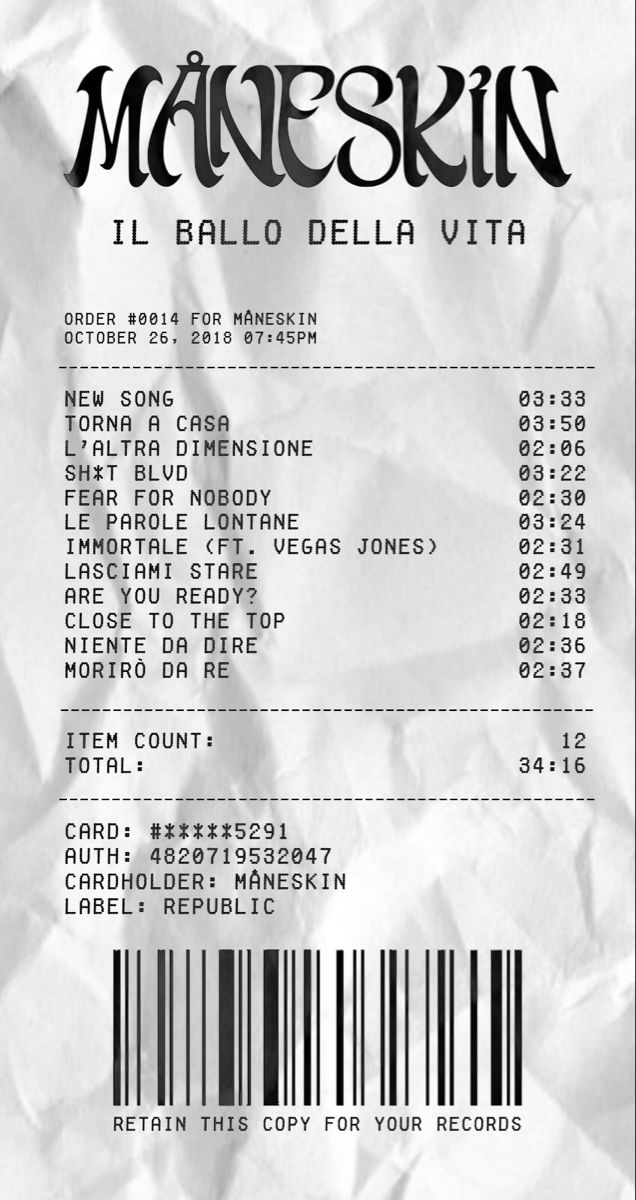 MÅNESKIN
IL BALLO DELLA VITA
ORDER #0014 FOR MÅNESKIN
OCTOBER 26, 2018 07:45PM
NEW SONG 03:33
TORNA A CASA 03:50
L'ALTRA DIMENSIONE 02:06
SH*T BLVD 03:22
FEAR FOR NOBODY 02:30
LE PAROLE LONTANE 03:24
IMMORTALE (FT. VEGAS JONES) 02:31
LASCIAMI STARE 02:49
ARE YOU READY? 02:33
CLOSE TO THE TOP 02:18
NIENTE DA DIRE 02:36
MORIRÒ DA RE 02:37
ITEM COUNT: 12
TOTAL: 34:16
CARD: #*****5291
AUTH: 4820719532047
CARDHOLDER: MÅNESKIN
LABEL: REPUBLIC
RETAIN THIS COPY FOR YOUR RECORDS